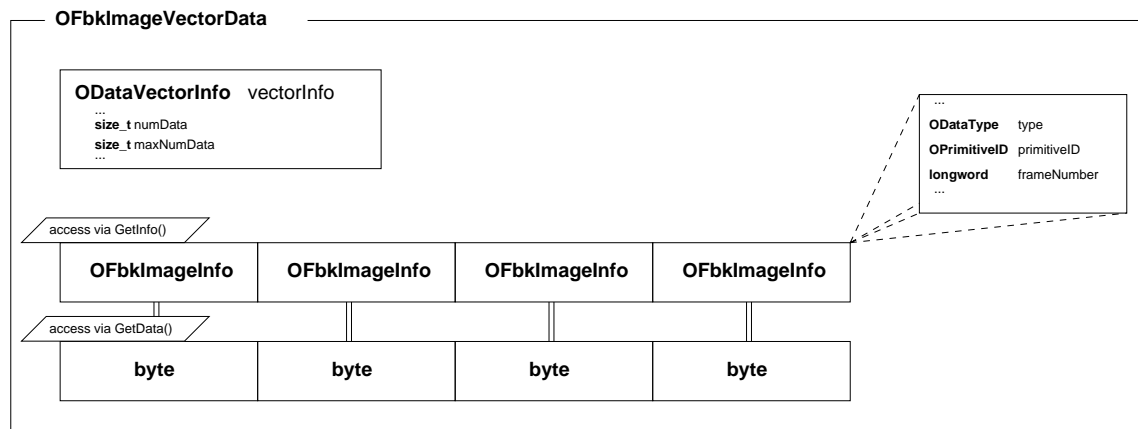 OFbkImageVectorData
ODataVectorInfo vectorInfo
...
size_t numData
size_t maxNumData
...
...
ODataType type
OPrimitiveID primitiveID
longword frameNumber
...
access via GetInfo()
OFbkImageInfo OFbkImageInfo OFbkImageInfo OFbkImageInfo
access via GetData()
byte byte byte byte